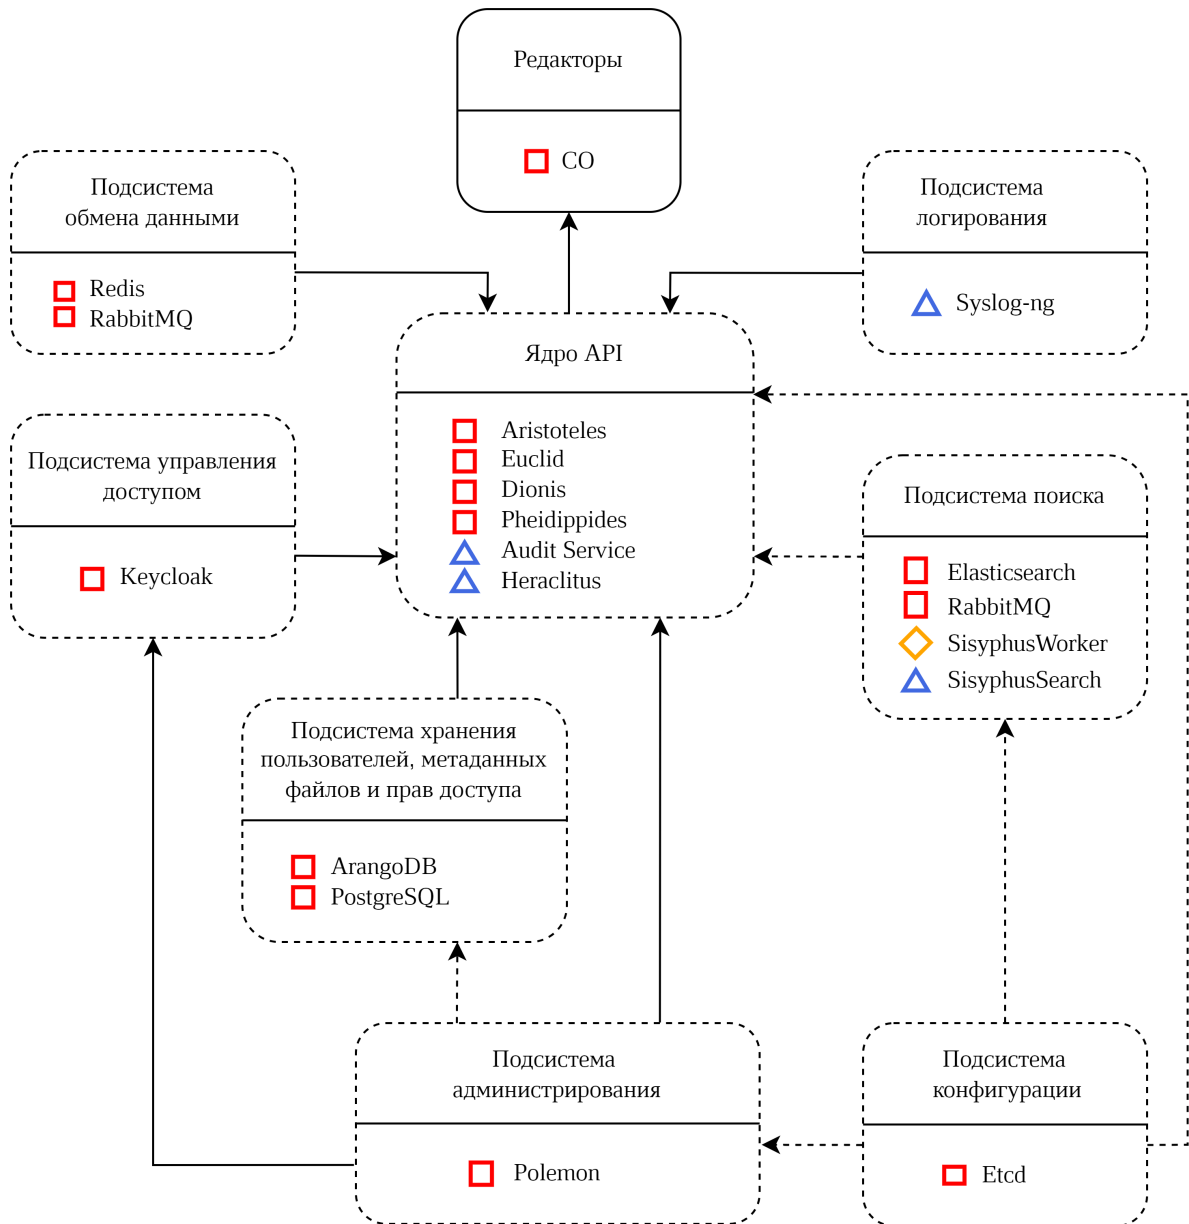 Редакторы
CO
Подсистема
обмена данными
Redis
RabbitMQ
Подсистема
логирования
Syslog-ng
Ядро API
Aristoteles
Euclid
Dionis
Pheidippides
Audit Service
Heraclitus
Подсистема управления
доступом
Keycloak
Подсистема поиска
Elasticsearch
RabbitMQ
SisyphusWorker
SisyphusSearch
Подсистема хранения
пользователей, метаданных
файлов и прав доступа
ArangoDB
PostgreSQL
Подсистема
администрирования
Polemon
Подсистема
конфигурации
Etcd